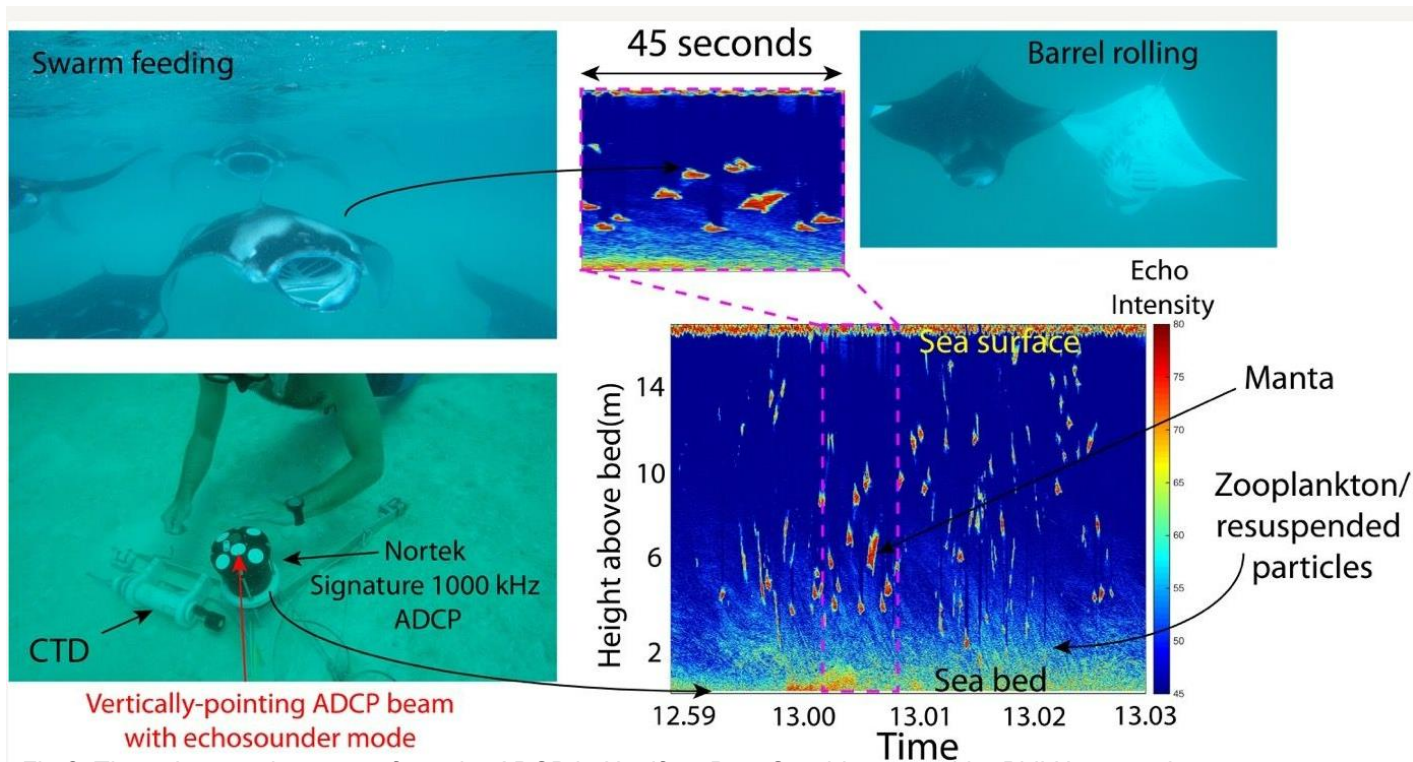 Swarm feeding
45 seconds
Barrel rolling
Echo
Intensity
Sea surface
80
75
70
65
60
55
50
45
14
10
6
2
Height above bed(m)
Manta
Zooplankton/
resuspended
particles
Sea bed
12.59 13.00 13.01 13.02 13.03
Time
Nortek
Signature 1000 kHz
ADCP
CTD
Vertically-pointing ADCP beam
with echosounder mode